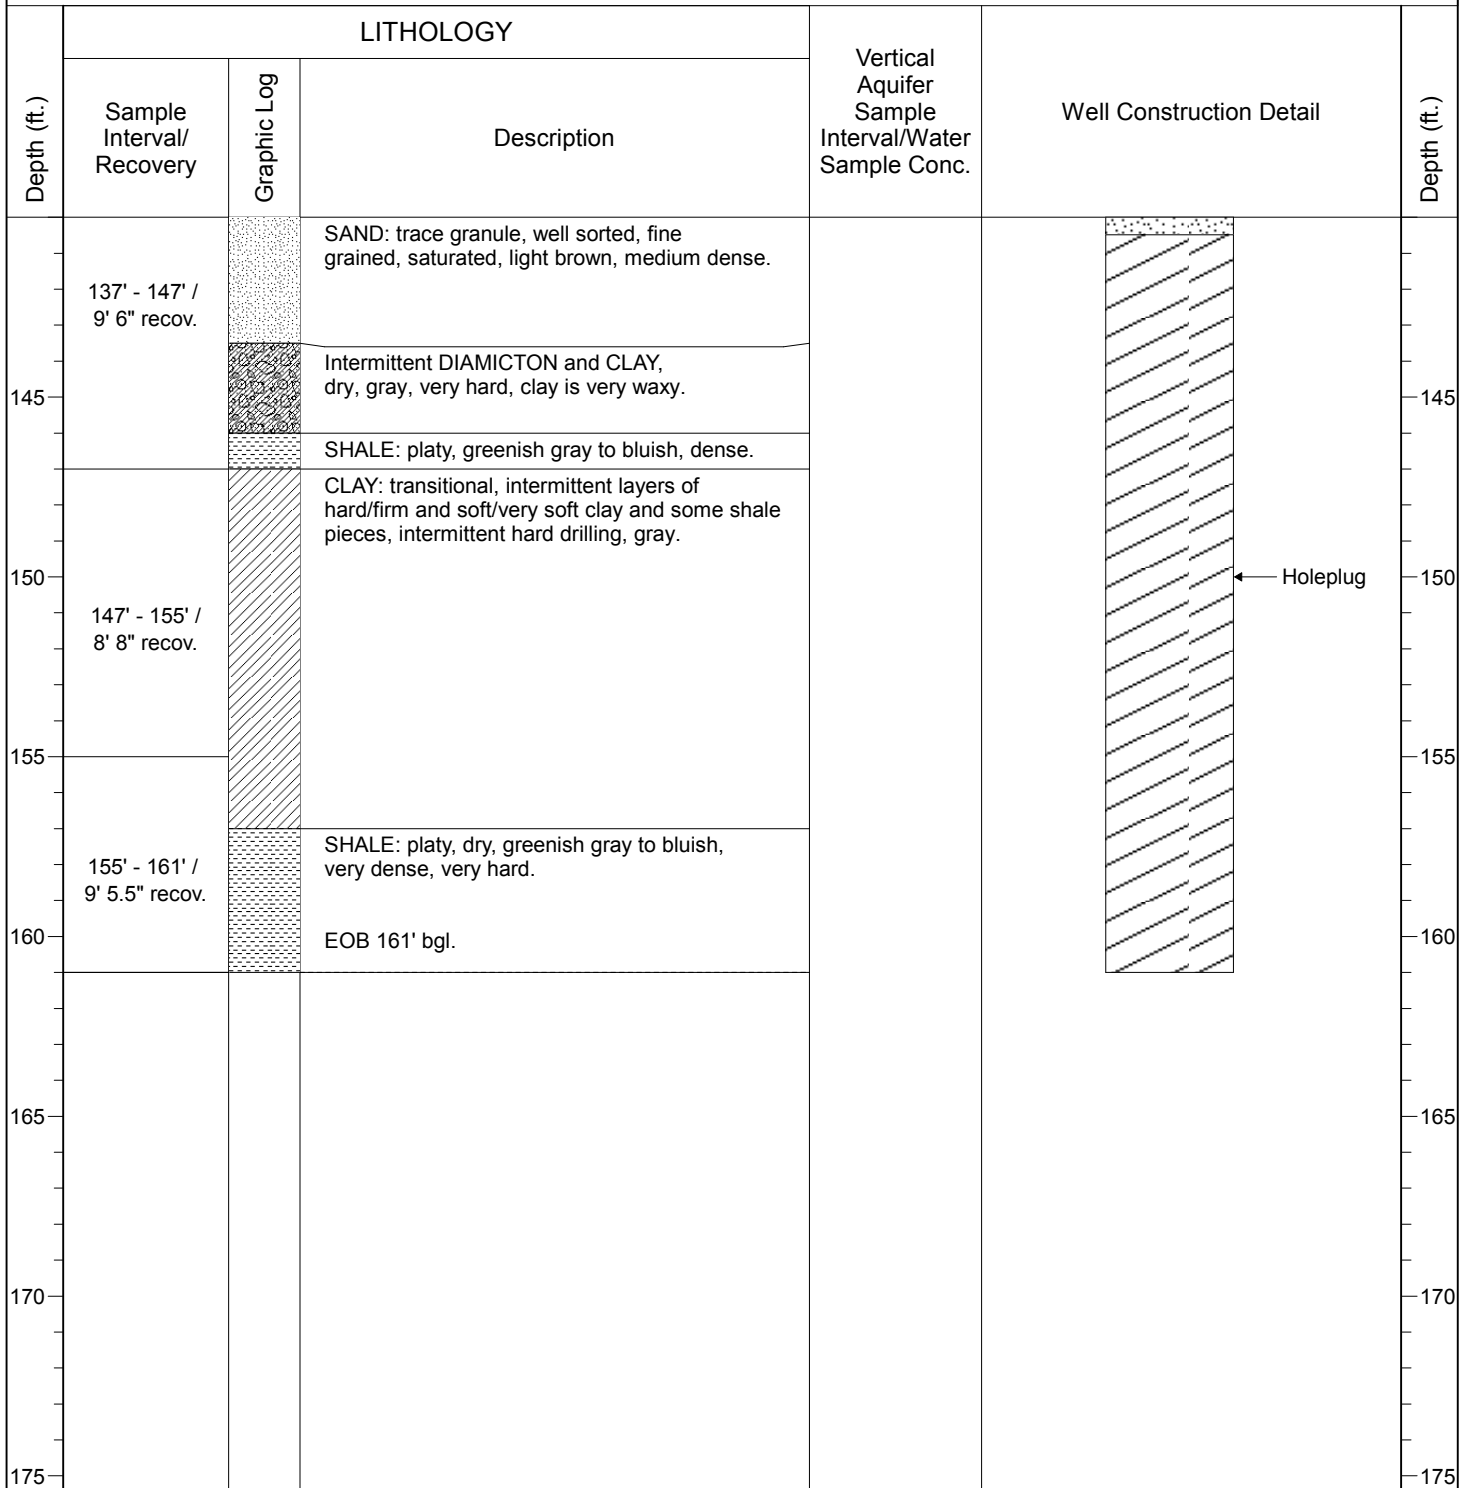 LITHOLOGY
Depth (ft.)
Sample
Interval/
Recovery
Graphic Log
Description
Vertical
Aquifer
Sample
Interval/Water
Sample Conc.
Well Construction Detail
Depth (ft.)
SAND: trace granule, well sorted, fine
grained, saturated, light brown, medium dense.
137' - 147' /
9' 6" recov.
Intermittent DIAMICTON and CLAY,
dry, gray, very hard, clay is very waxy.
145
145
SHALE: platy, greenish gray to bluish, dense.
CLAY: transitional, intermittent layers of
hard/firm and soft/very soft clay and some shale
pieces, intermittent hard drilling, gray.
150
Holeplug
150
147' - 155' /
8' 8" recov.
155
155
SHALE: platy, dry, greenish gray to bluish,
very dense, very hard.
155' - 161' /
9' 5.5" recov.
160
EOB 161' bgl.
160
165
165
170
170
175
175